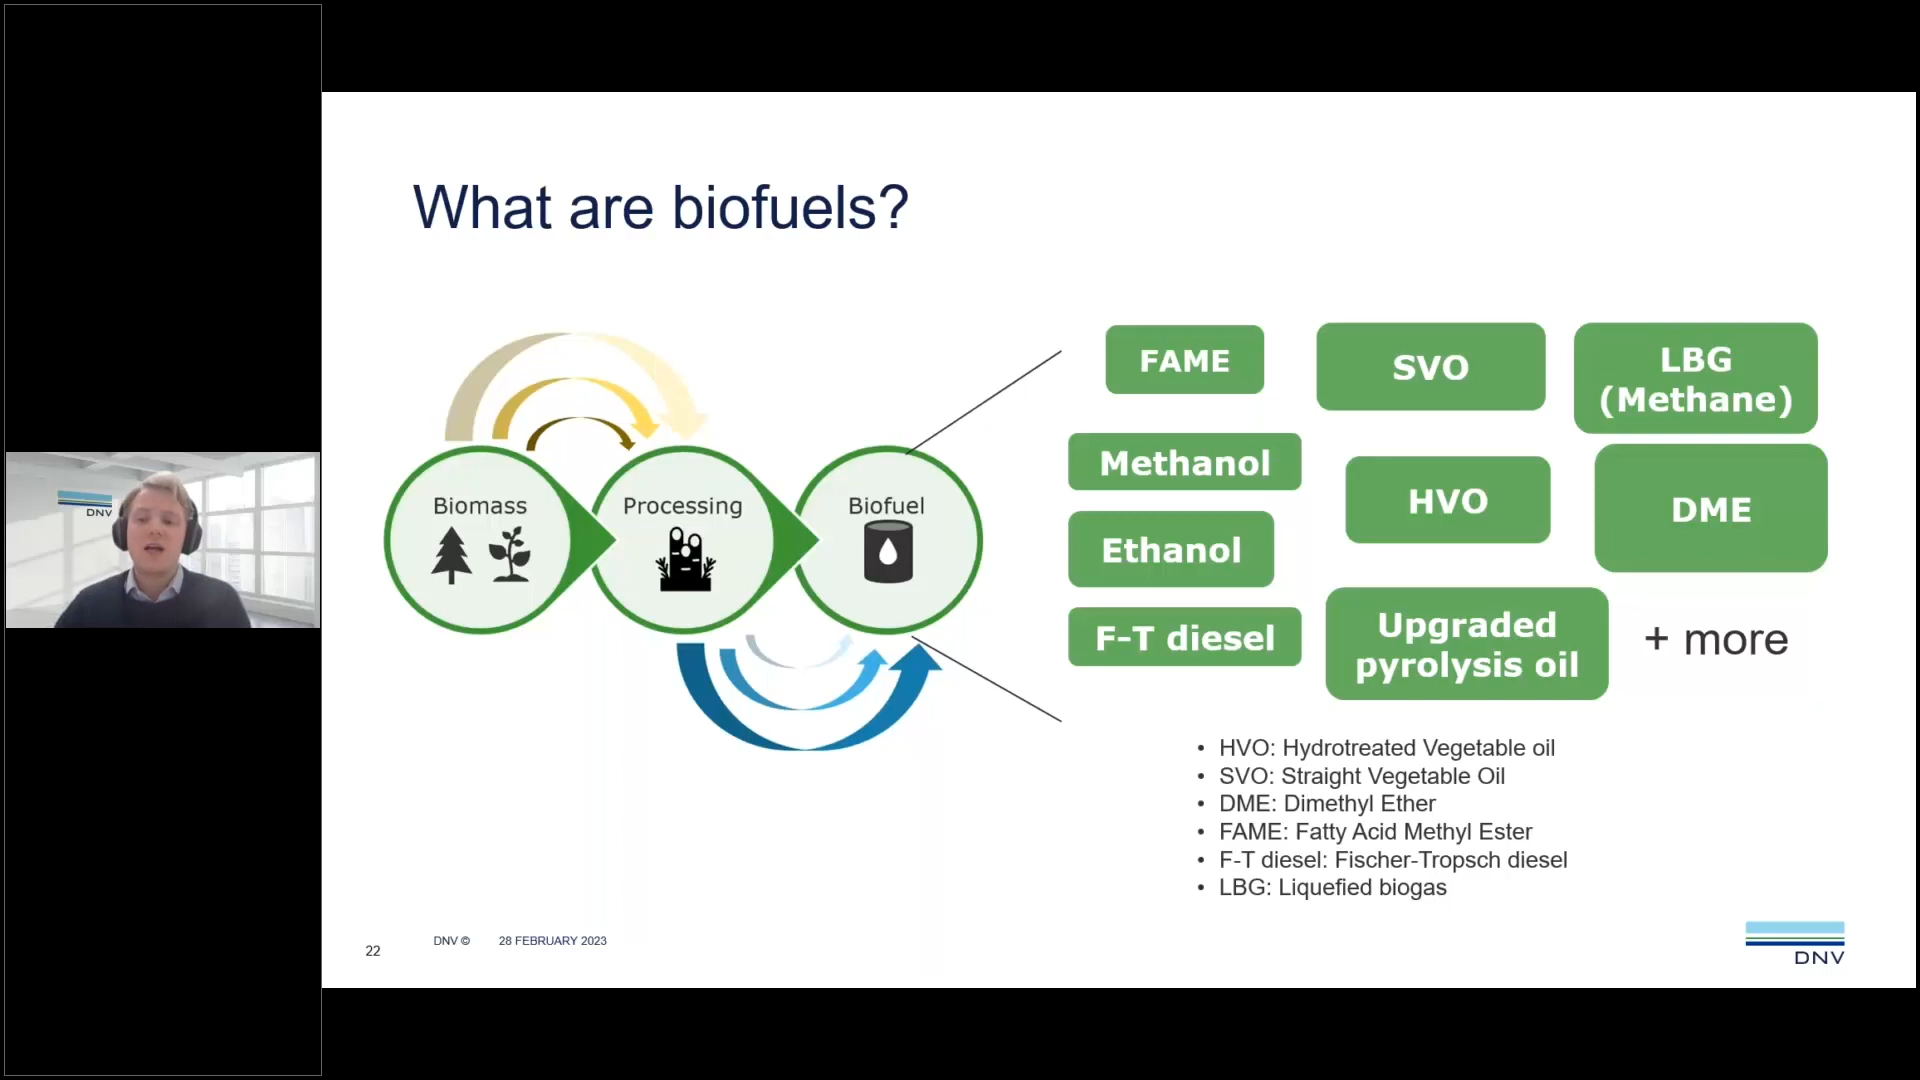 What are biofuels?
Biomass
Processing
Biofuel
FAME
SVO
LBG
(Methane)
Methanol
HVO
DME
Ethanol
F-T diesel
Upgraded
pyrolysis oil
+ more
• HVO: Hydrotreated Vegetable oil
• SVO: Straight Vegetable Oil
• DME: Dimethyl Ether
• FAME: Fatty Acid Methyl Ester
• F-T diesel: Fischer-Tropsch diesel
• LBG: Liquefied biogas
22
DNV ©
28 FEBRUARY 2023
DNV
DNV